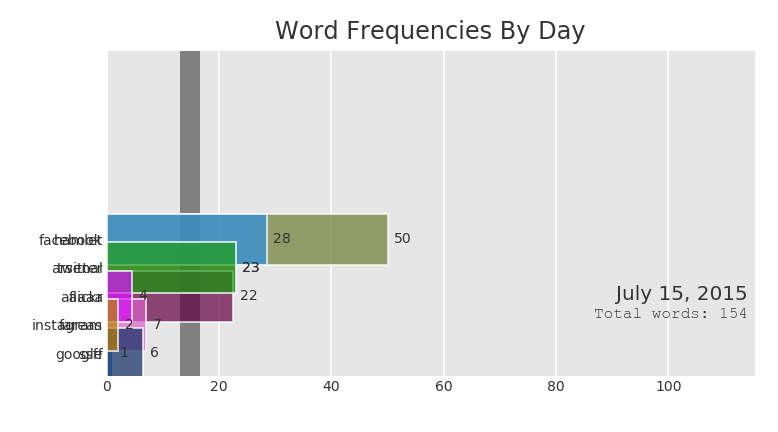 Word Frequencies By Day
28
50
23
4
22
2
7
1
6
facebook
twitter
flickr
instagram
google
July 15, 2015
Total words: 154
0 20 40 60 80 100